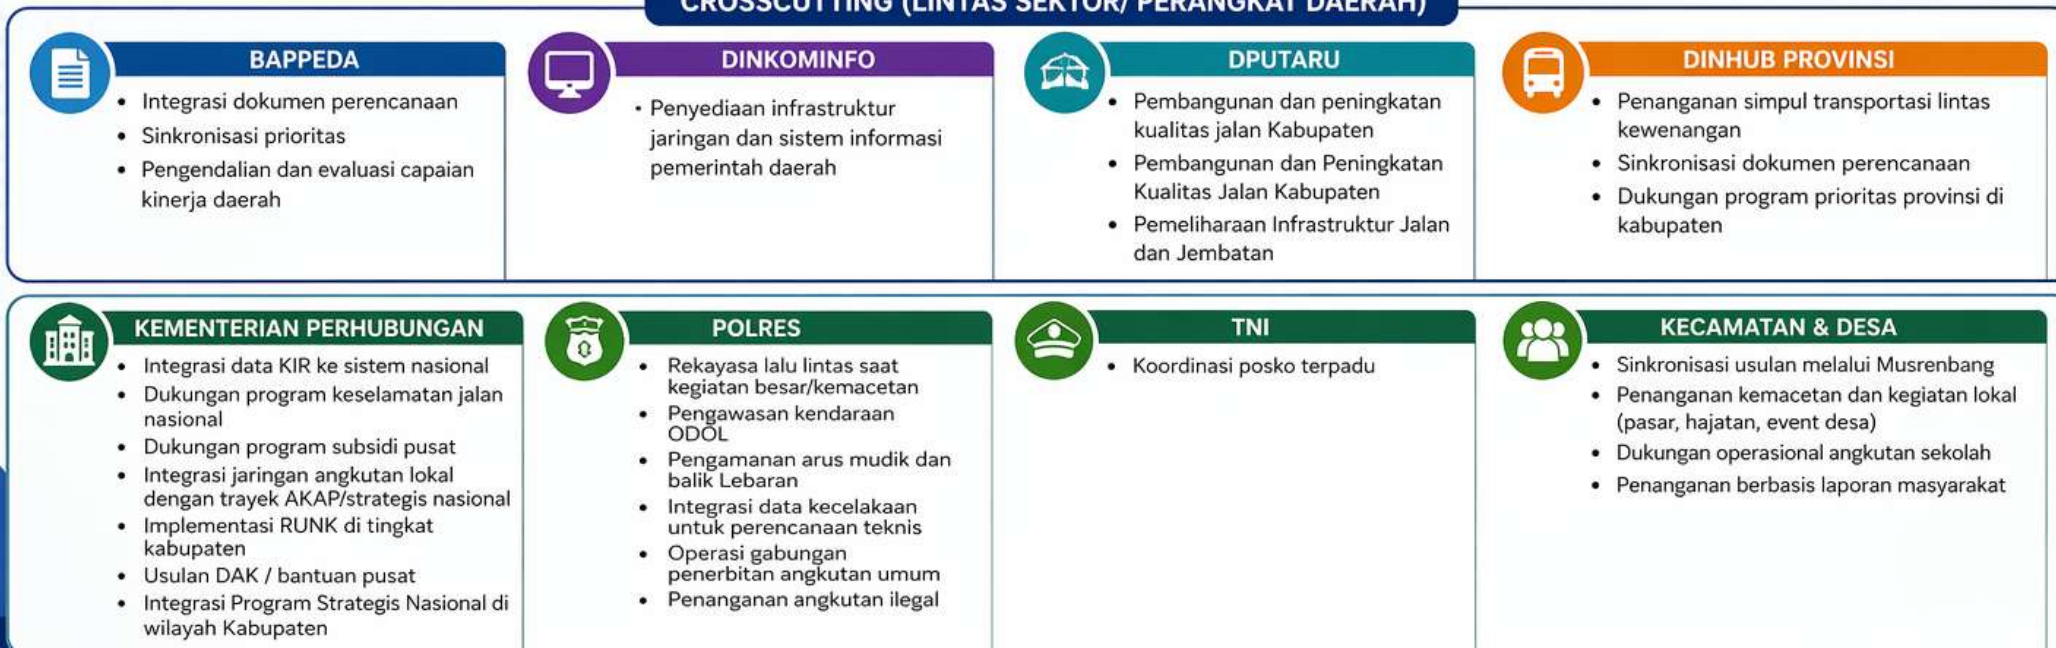 CROSSCUTTING (LINTAS SEKTOR/ PERANGKAT DAERAH)
BAPPEDA
• Integrasi dokumen perencanaan
• Sinkronisasi prioritas
• Pengendalian dan evaluasi capaian
kinerja daerah
DINKOMINFO
• Penyediaan infrastruktur
jaringan dan sistem informasi
pemerintah daerah
DPUTARU
• Pembangunan dan peningkatan
kualitas jalan Kabupaten
• Pembangunan dan Peningkatan
Kualitas Jalan Kabupaten
• Pemeliharaan Infrastruktur Jalan
dan Jembatan
DINHUB PROVINSI
• Penanganan simpul transportasi lintas
kewenangan
• Sinkronisasi dokumen perencanaan
• Dukungan program prioritas provinsi di
kabupaten
KEMENTERIAN PERHUBUNGAN
• Integrasi data KIR ke sistem nasional
• Dukungan program keselamatan jalan
nasional
• Dukungan program subsidi pusat
• Integrasi jaringan angkutan lokal
dengan trayek AKAP/strategis nasional
• Implementasi RUNK di tingkat
kabupaten
• Usulan DAK / bantuan pusat
• Integrasi Program Strategis Nasional di
wilayah Kabupaten
POLRES
• Rekayasa lalu lintas saat
kegiatan besar/kemacetan
• Pengawasan kendaraan
ODOL
• Pengamanan arus mudik dan
balik Lebaran
• Integrasi data kecelakaan
untuk perencanaan teknis
• Operasi gabungan
penerbitan angkutan umum
• Penanganan angkutan ilegal
TNI
• Koordinasi posko terpadu
KECAMATAN & DESA
• Sinkronisasi usulan melalui Musrenbang
• Penanganan kemacetan dan kegiatan lokal
(pasar, hajatan, event desa)
• Dukungan operasional angkutan sekolah
• Penanganan berbasis laporan masyarakat